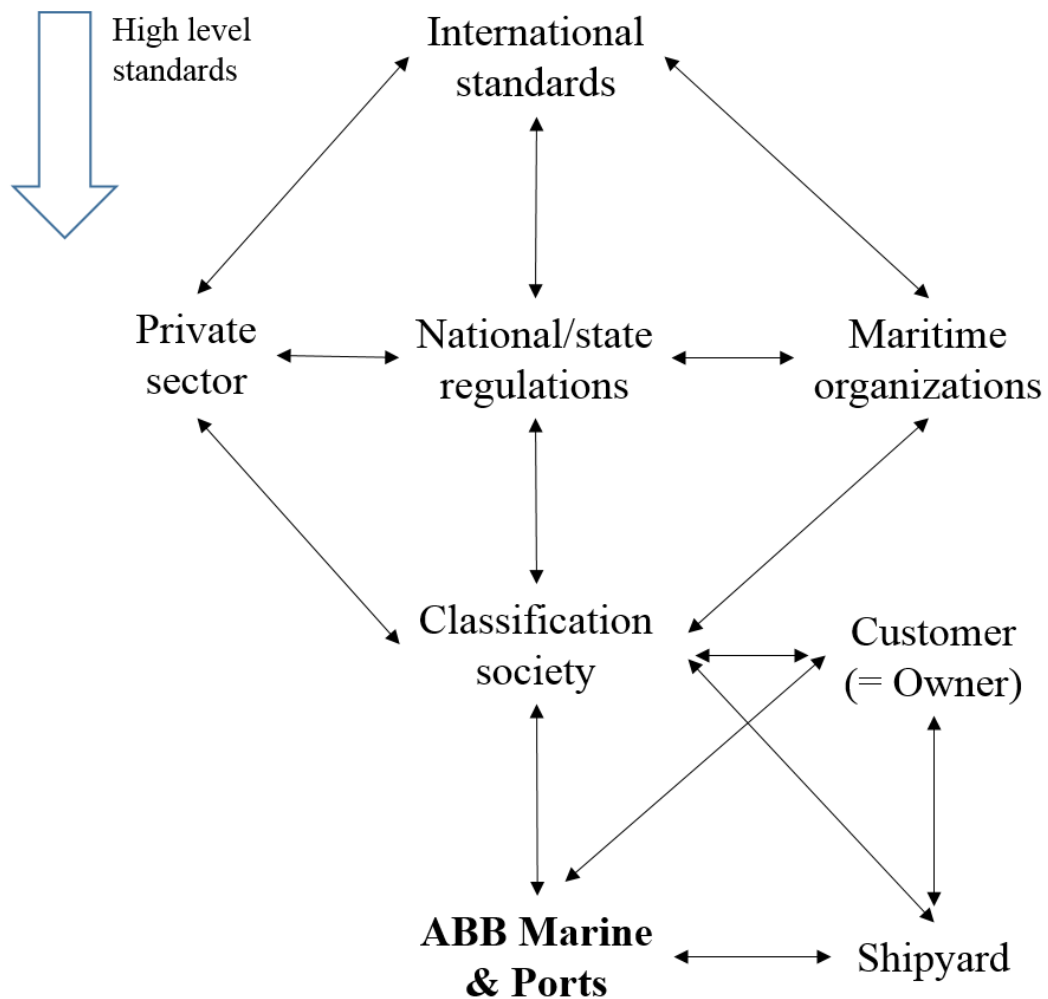 High level
standards
International
standards
Private
sector
National/state
regulations
Maritime
organizations
Classification
society
Customer
(= Owner)
ABB Marine
& Ports
Shipyard